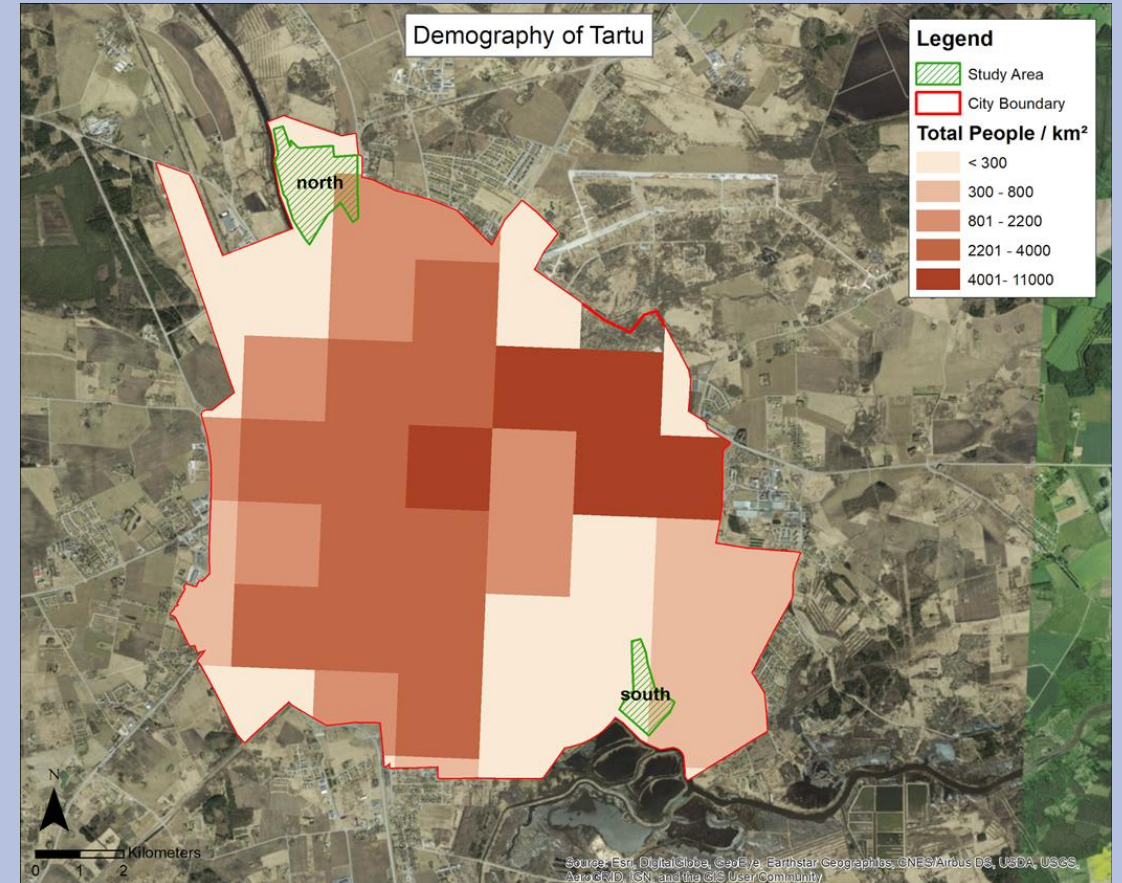 Demography of Tartu
Legend
Study Area
City Boundary
Total People / km²
< 300
300 - 800
801 - 2200
2201 - 4000
4001- 11000
north
south
N
0 1 2 Kilometers
Source: Esri, DigitalGlobe, GeoEye, Earthstar Geographics, CNES/Airbus DS, USDA, USGS,
AeroGRID, IGN, and the GIS User Community